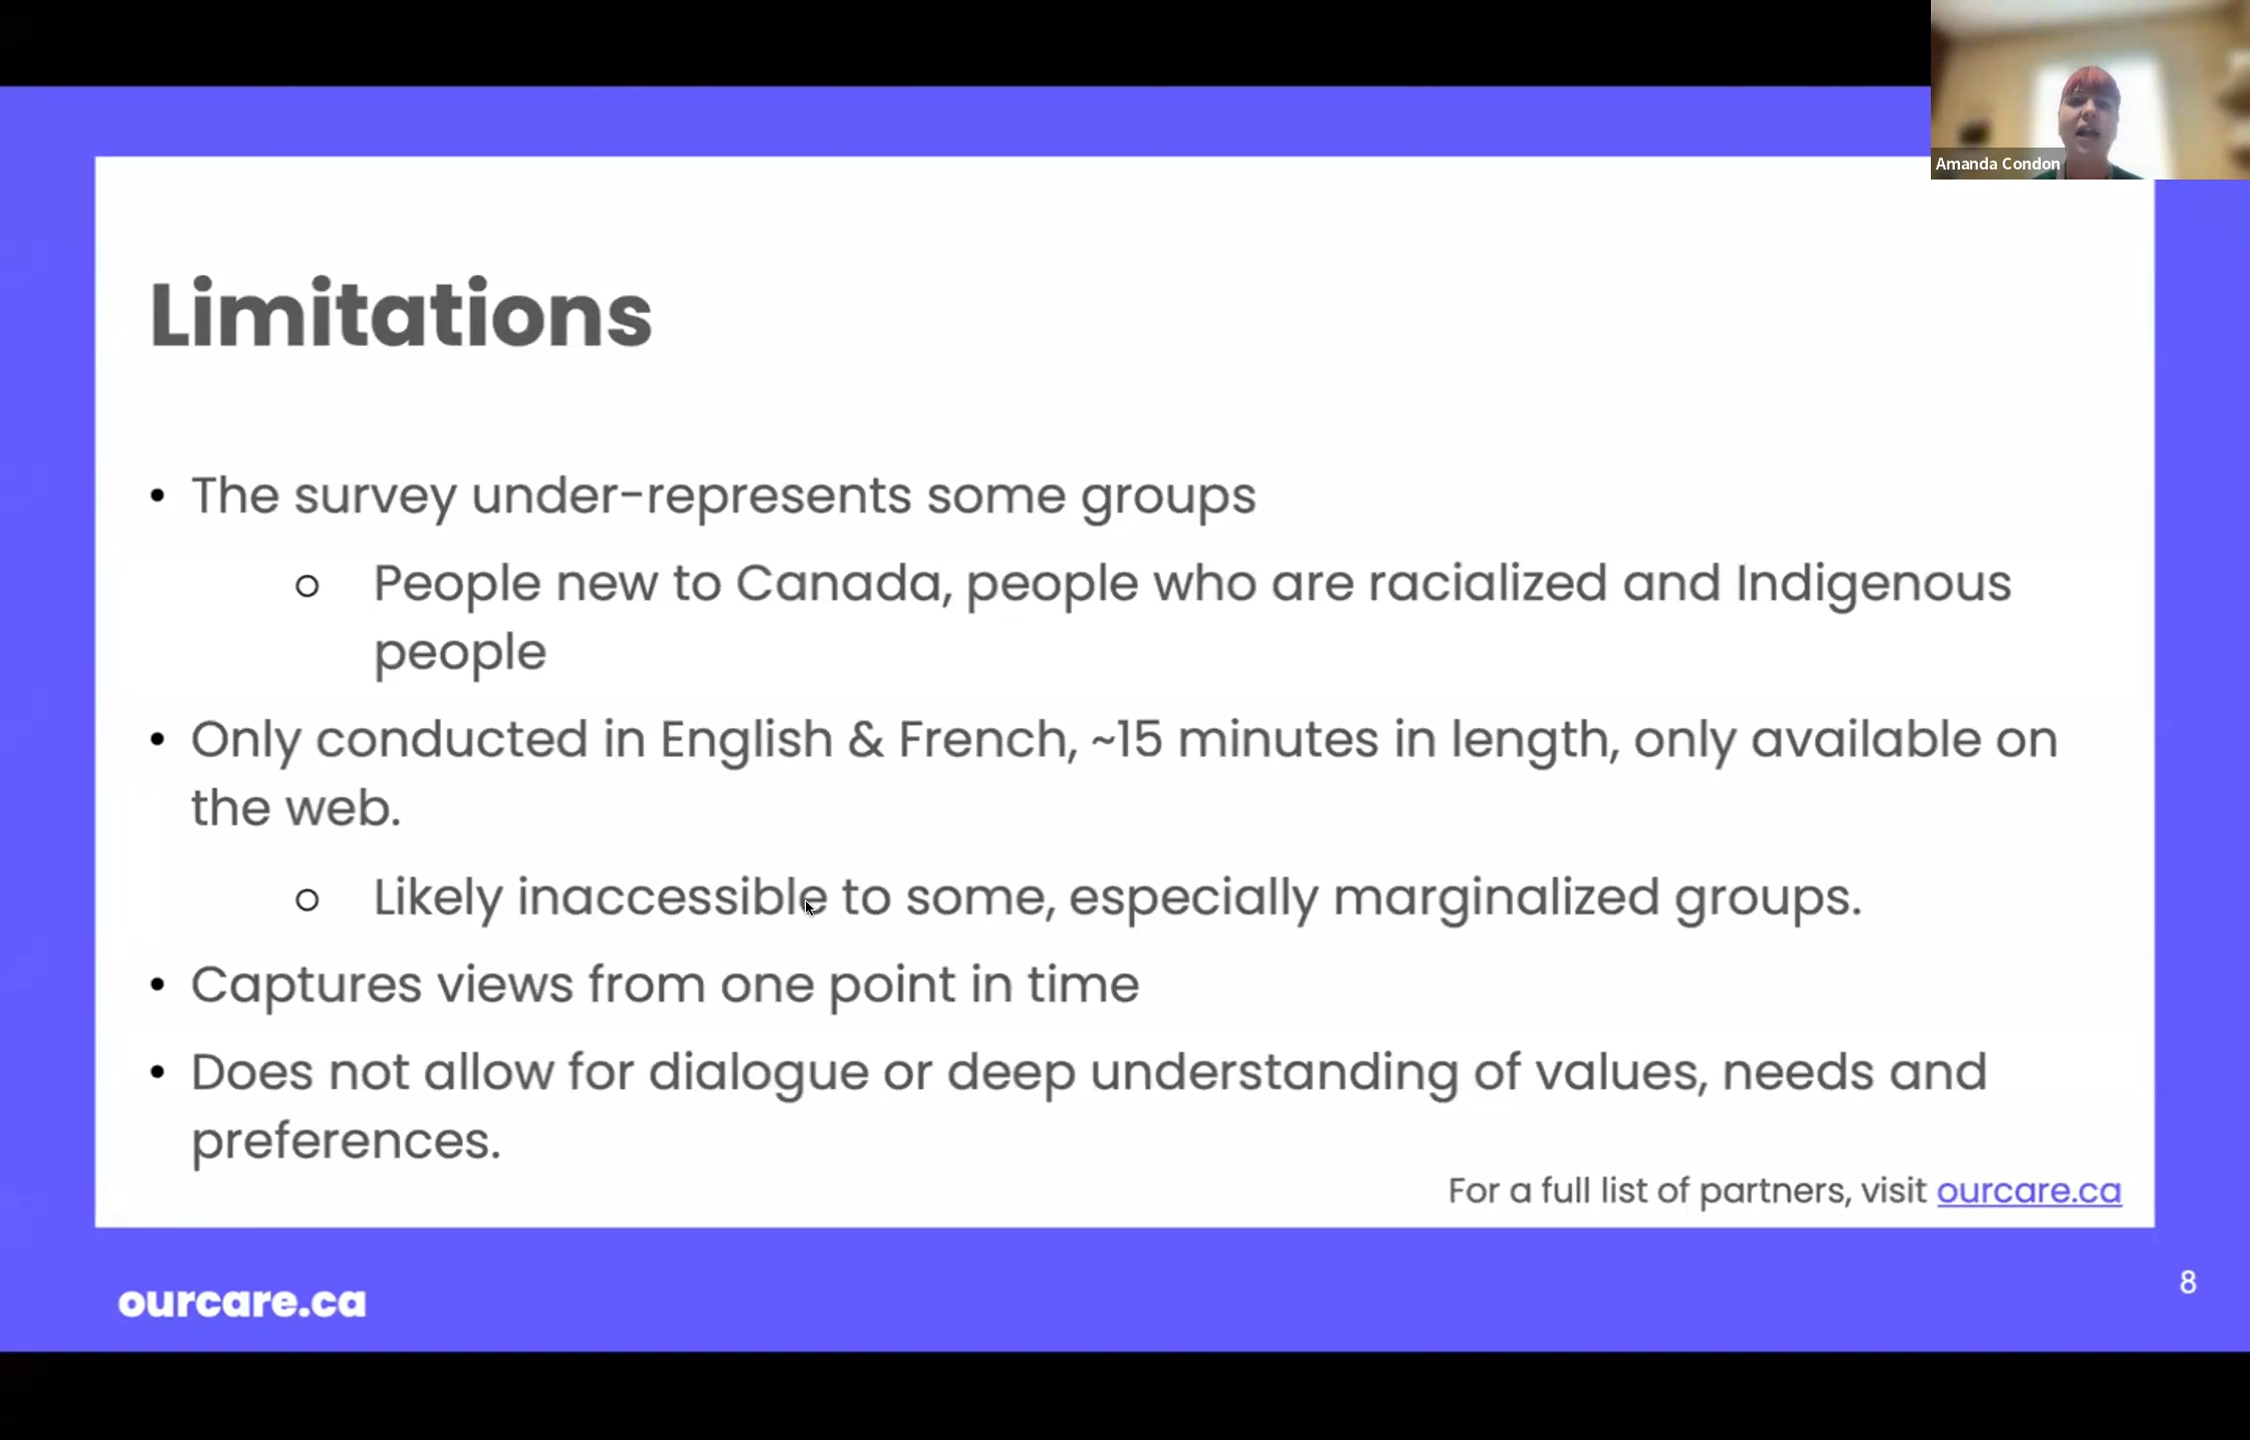 Amanda Condon
Limitations
• The survey under-represents some groups
○ People new to Canada, people who are racialized and Indigenous
people
• Only conducted in English & French, ~15 minutes in length, only available on
the web.
○ Likely inaccessible to some, especially marginalized groups.
• Captures views from one point in time
• Does not allow for dialogue or deep understanding of values, needs and
preferences.
For a full list of partners, visit ourcare.ca
ourcare.ca
8